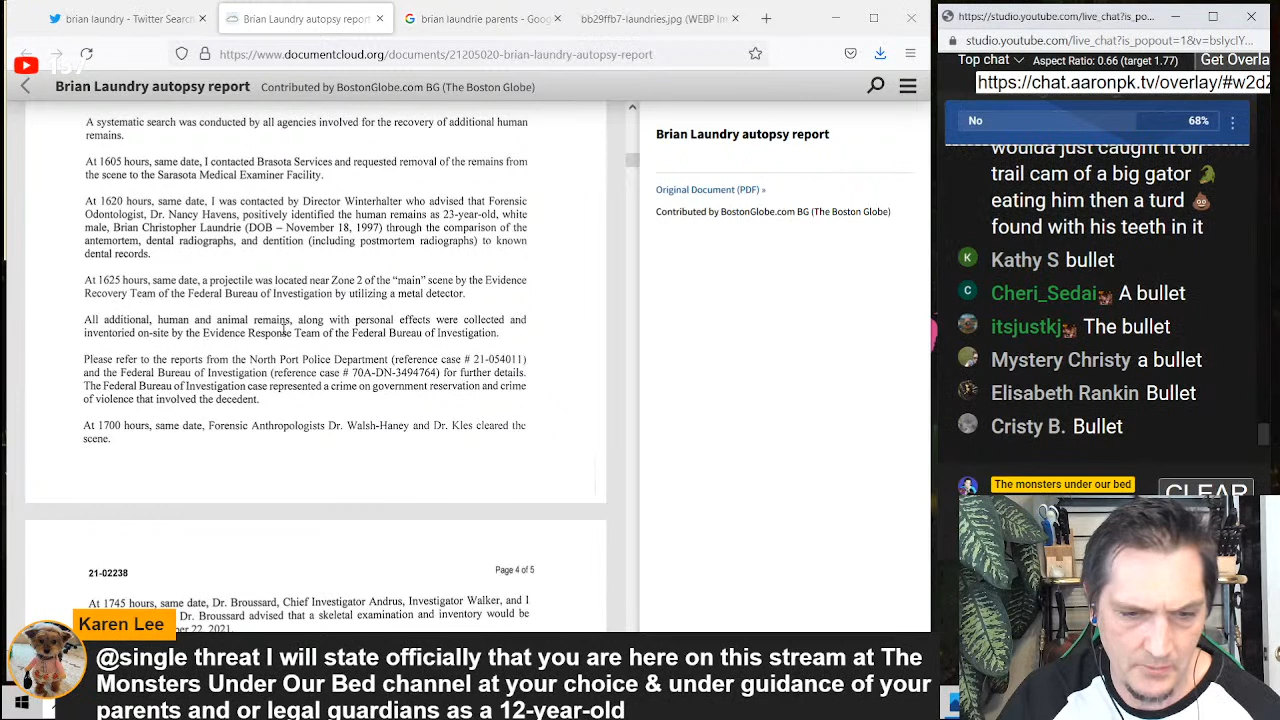 brian laundry - Twitter Searc
Brian Laundry autopsy report
brian laundrie parents - Goog
bb29ffb7-laundries.jpg (WEBP Im
https://studio.youtube.com/live_chat?is_po...
https://www.documentcloud.org/documents/
brian-laundry-autopsy-report
studio.youtube.com/live_chat?is_popout=1&v=bslyclY...
Brian Laundry autopsy report
Contributed by BostonGlobe.com BG (The Boston Globe)
Top chat
Aspect Ratio: 0.66 (target 1.77)
Get Overla
https://chat.aaronpk.tv/overlay/#w2dZ
A systematic search was conducted by all agencies involved for the recovery of additional human
remains.
At 1605 hours, same date, I contacted Brasota Services and requested removal of the remains from
the scene to the Sarasota Medical Examiner Facility.
At 1620 hours, same date, I was contacted by Director Winterhalter who advised that Forensic
Odontologist, Dr. Nancy Havens, positively identified the human remains as 23-year-old, white
male, Brian Christopher Laundrie (DOB – November 18, 1997) through the comparison of the
antemortem, dental radiographs, and dentition (including postmortem radiographs) to known
dental records.
At 1625 hours, same date, a projectile was located near Zone 2 of the "main" scene by the Evidence
Recovery Team of the Federal Bureau of Investigation by utilizing a metal detector.
All additional, human and animal remains, along with personal effects were collected and
inventoried on-site by the Evidence Response Team of the Federal Bureau of Investigation.
Please refer to the reports from the North Port Police Department (reference case # 21-054011)
and the Federal Bureau of Investigation (reference case # 70A-DN-3494764) for further details.
The Federal Bureau of Investigation case represented a crime on government reservation and crime
of violence that involved the decedent.
At 1700 hours, same date, Forensic Anthropologists Dr. Walsh-Haney and Dr. Kles cleared the
scene.
21-02238
Page 4 of 5
At 1745 hours, same date, Dr. Broussard, Chief Investigator Andrus, Investigator Walker, and I
Dr. Broussard advised that a skeletal examination and inventory would be
22, 2021.
Brian Laundry autopsy report
Original Document (PDF) »
Contributed by BostonGlobe.com BG (The Boston Globe)
No
68%
woulda just caught it on
trail cam of a big gator
eating him then a turd
found with his teeth in it
K
Kathy S bullet
C
Cheri_Sedai A bullet
itsjustkj The bullet
Mystery Christy a bullet
Elisabeth Rankin Bullet
Cristy B. Bullet
The monsters under our bed
CLEAR
Karen Lee
@single threat I will state officially that you are here on this stream at The
Monsters Under Our Bed channel at your choice & under guidance of your
parents and or legal guardians as a 12-year-old